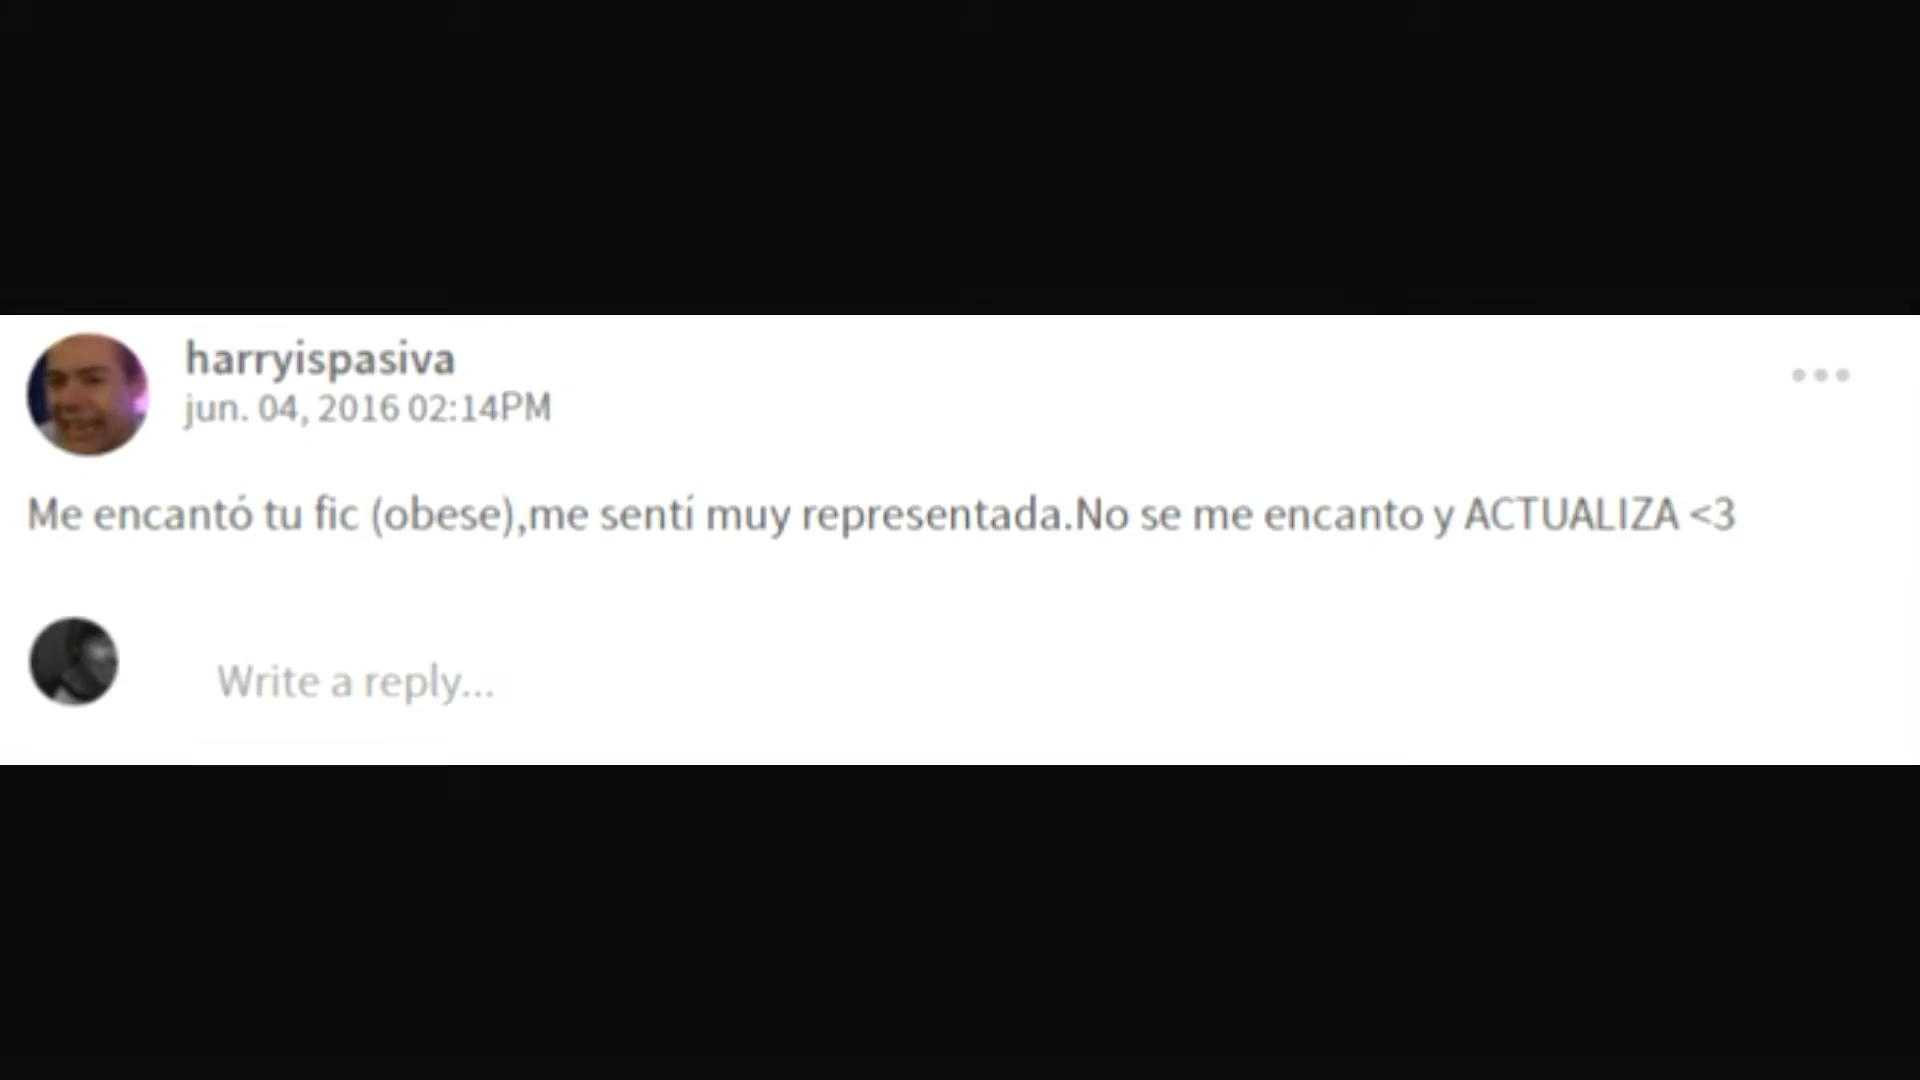 harryispasiva
jun. 04, 2016 02:14PM
Me encantó tu fic (obese),me sentí muy representada.No se me encanto y ACTUALIZA <3
Write a reply...